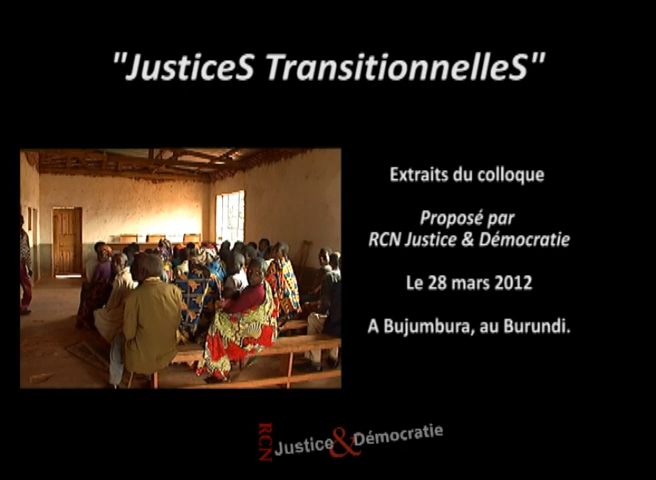 "JusticeS TransitionnelleS"
Extraits du colloque
Proposé par
RCN Justice & Démocratie
Le 28 mars 2012
A Bujumbura, au Burundi.
RCN Justice & Démocratie